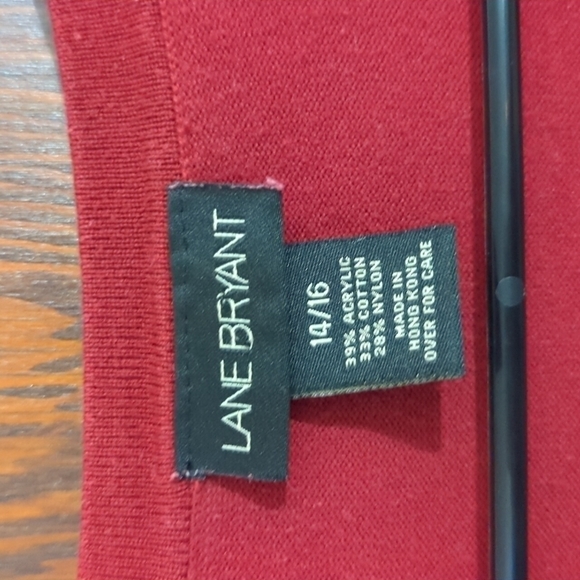 LANE BRYANT
14/16
39% ACRYLIC
33% COTTON
28% NYLON
MADE IN
HONG KONG
OVER FOR CARE